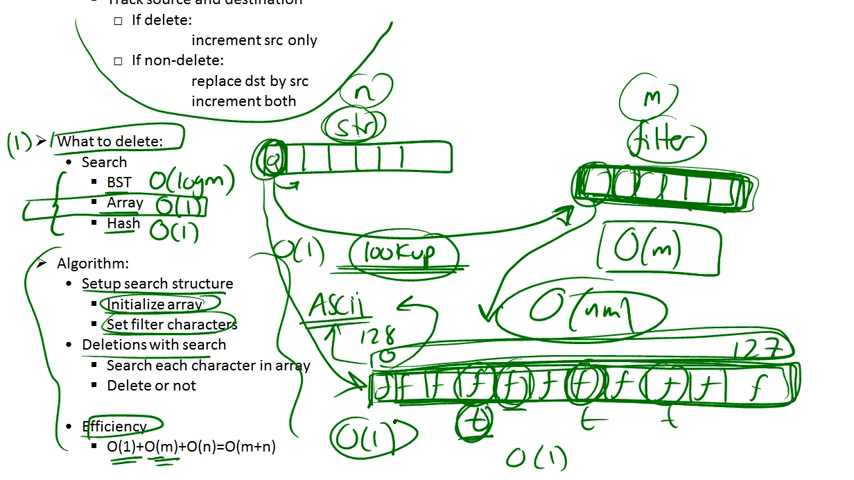 Track source and destination
□ If delete:
increment src only
□ If non-delete:
replace dst by src
increment both
n
str
m
filter
(1) ➤ What to delete:
• Search
▪ BST O(logm)
▪ Array O(1)
▪ Hash O(1)
a
O(1) lookup
O(m)
O(nm)
➤ Algorithm:
• Setup search structure
▪ Initialize array
▪ Set filter characters
• Deletions with search
▪ Search each character in array
▪ Delete or not
• Efficiency
▪ O(1)+O(m)+O(n)=O(m+n)
ASCII
128
0 127
f f f f f f f f f f f
t t t
O(1)
O(1)